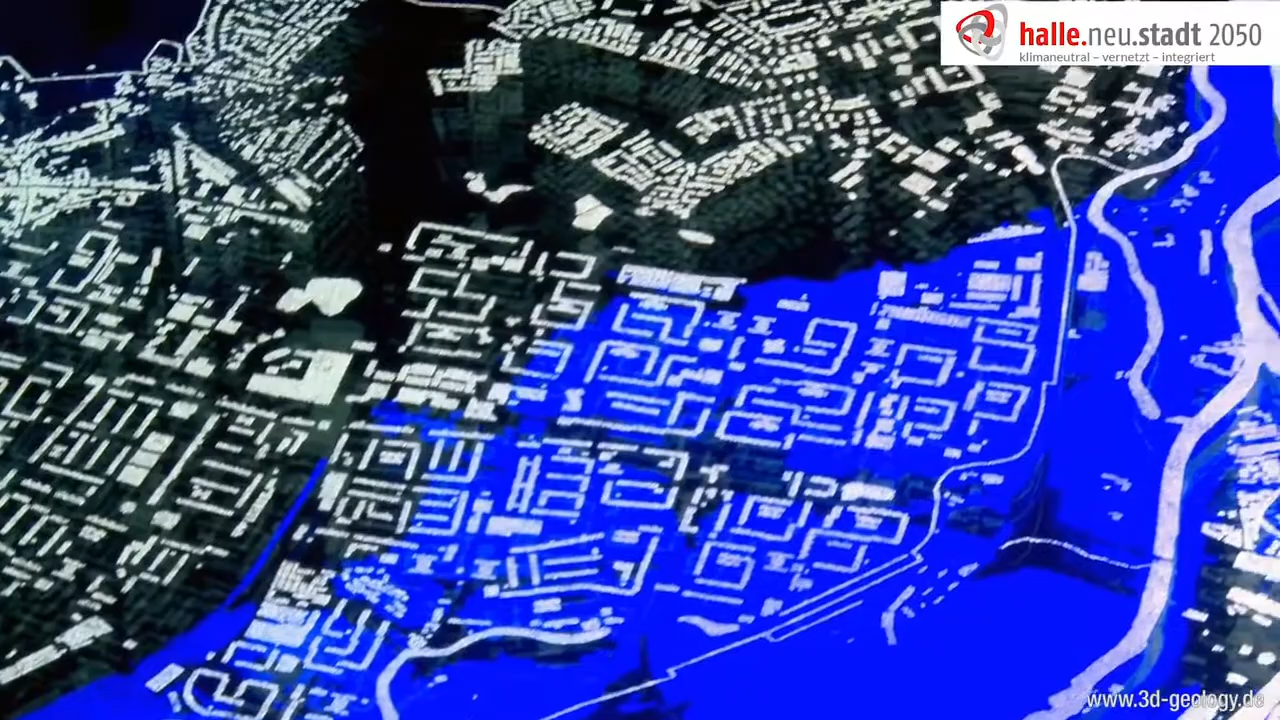 halle.neu.stadt 2050
klimaneutral – vernetzt – integriert
www.3d-geology.de